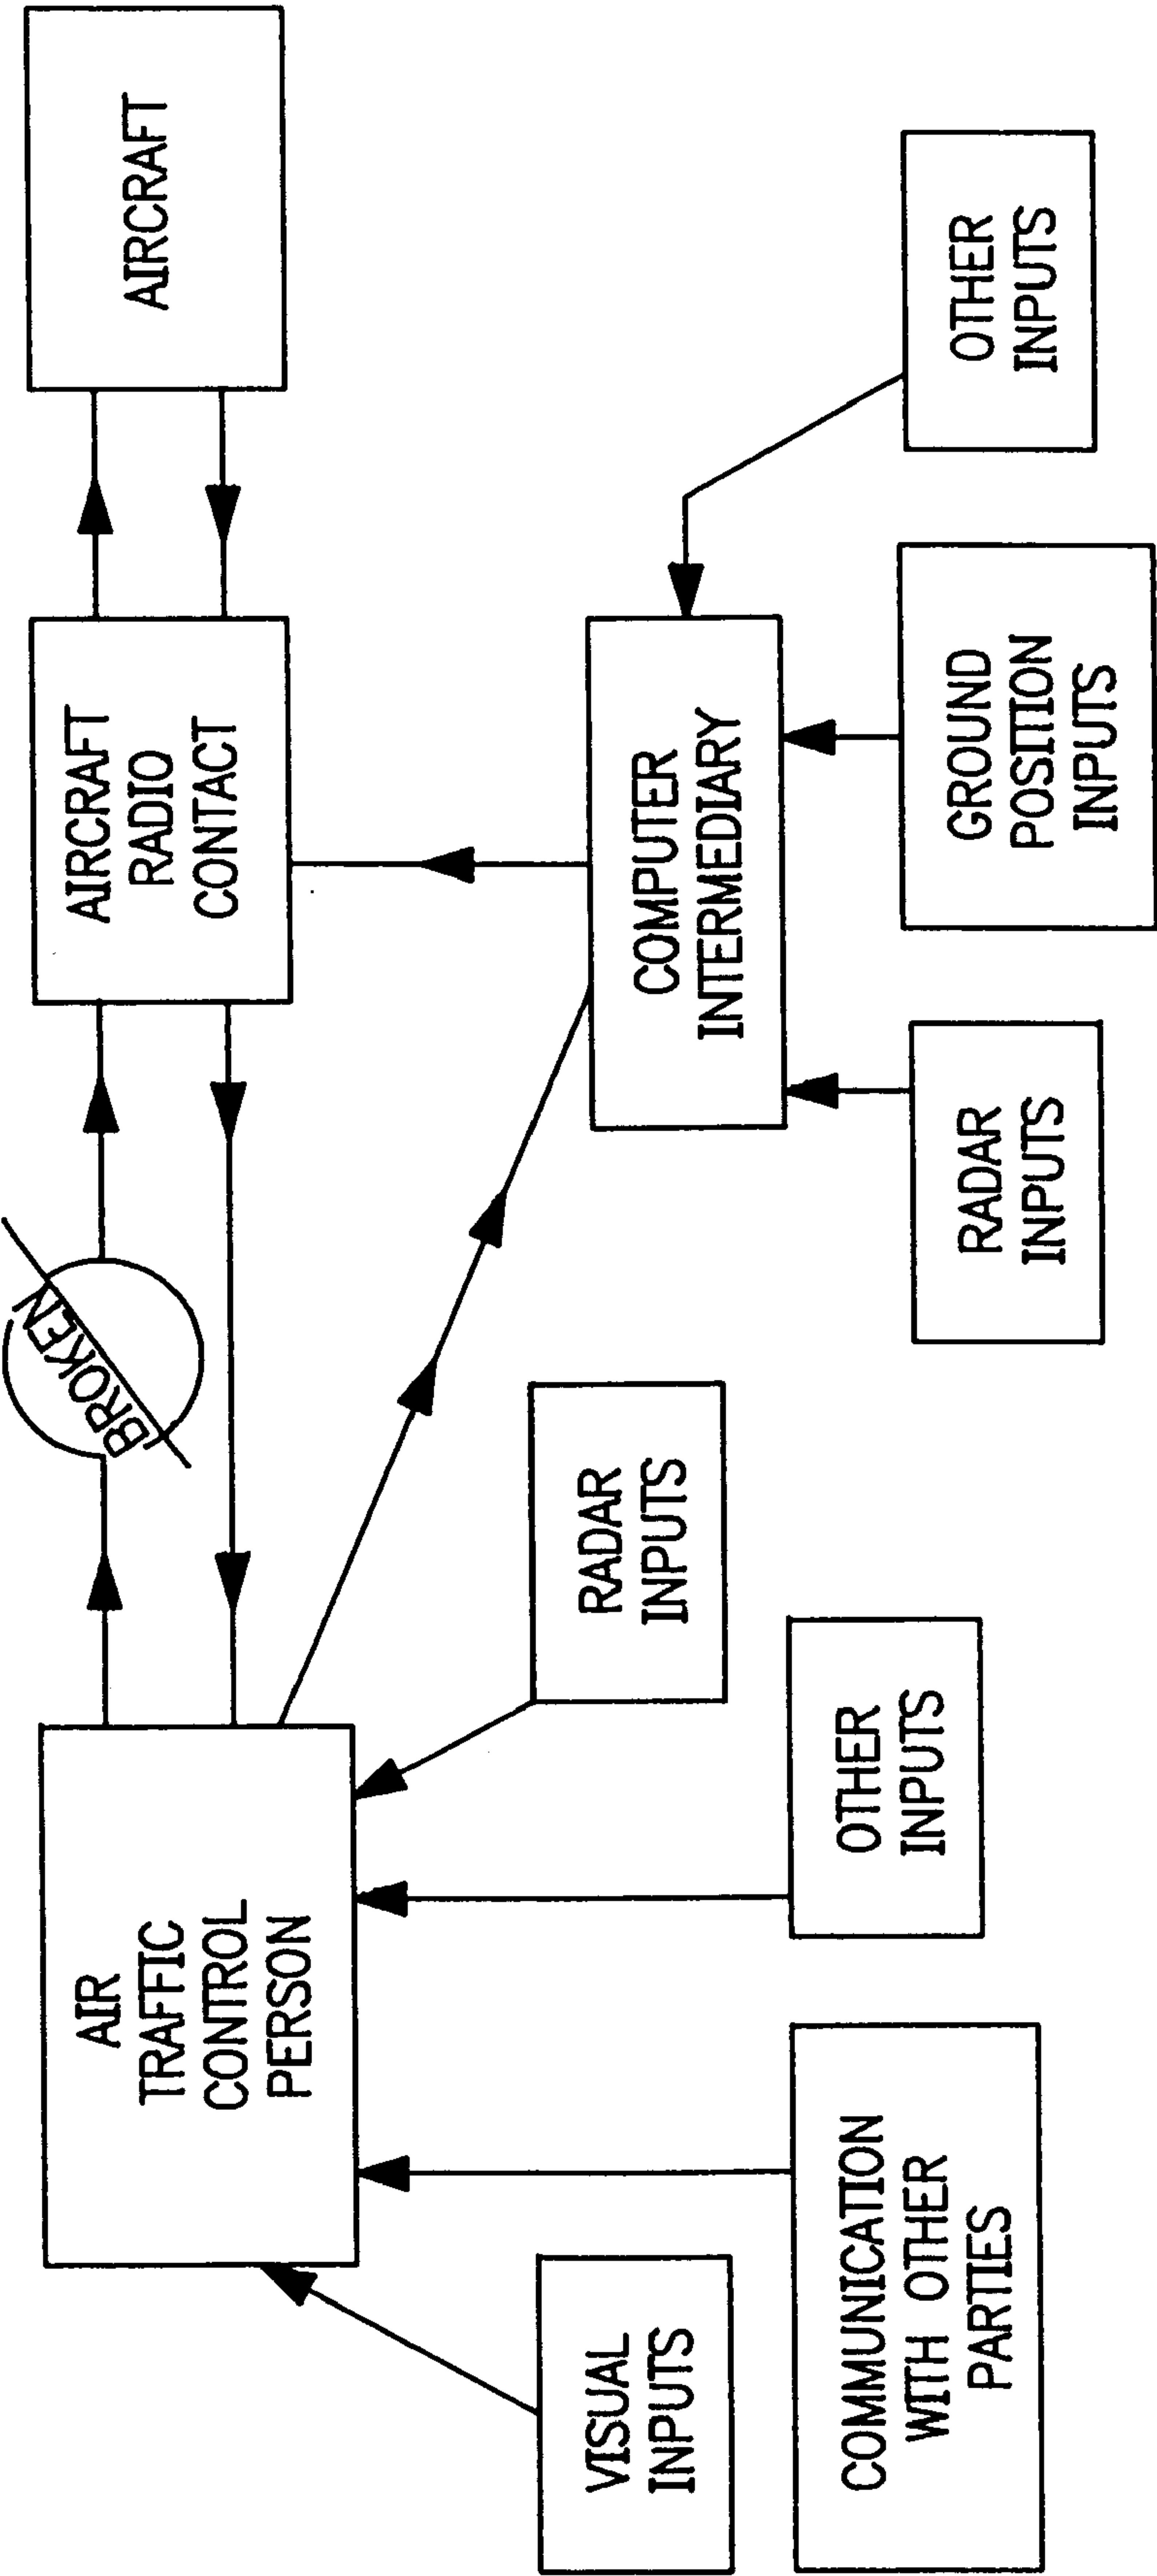 AIR
TRAFFIC
CONTROL
PERSON
BROKEN
AIRCRAFT
RADIO
CONTACT
AIRCRAFT
VISUAL
INPUTS
RADAR
INPUTS
COMPUTER
INTERMEDIARY
COMMUNICATION
WITH OTHER
PARTIES
OTHER
INPUTS
RADAR
INPUTS
GROUND
POSITION
INPUTS
OTHER
INPUTS